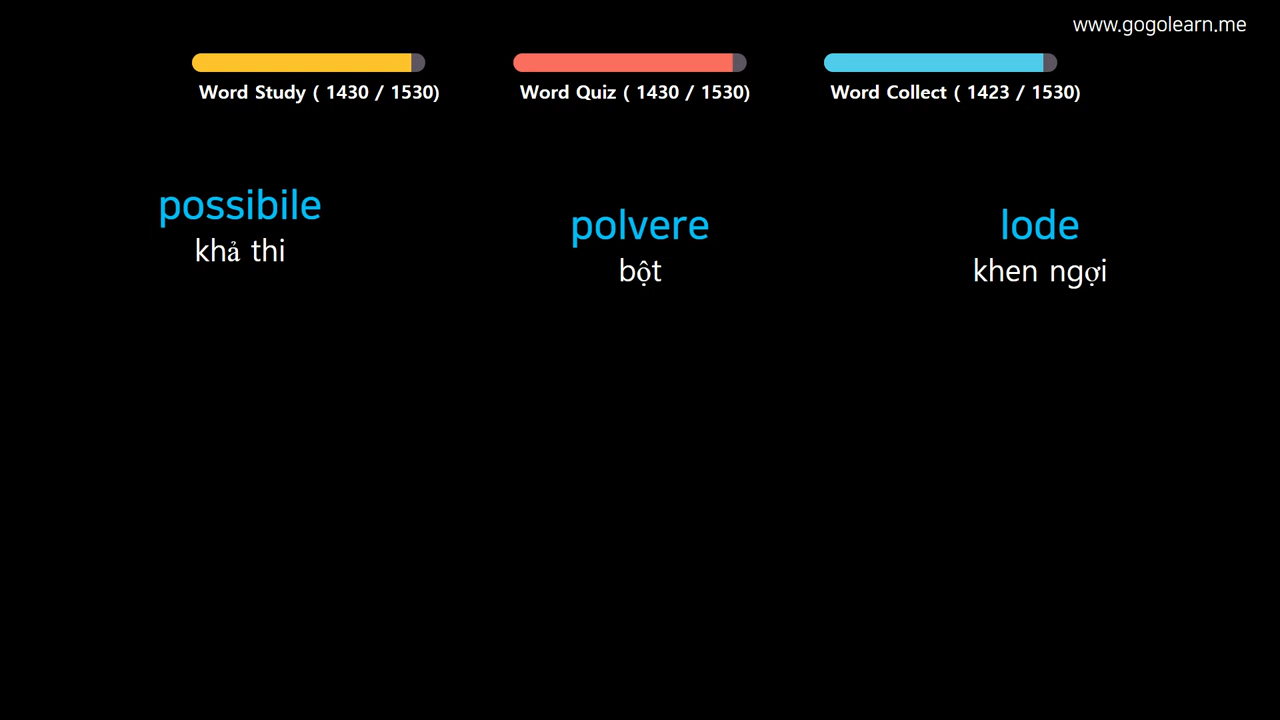 www.gogolearn.me
Word Study ( 1430 / 1530)
Word Quiz ( 1430 / 1530)
Word Collect ( 1423 / 1530)
possibile
khả thi
polvere
bột
lode
khen ngợi